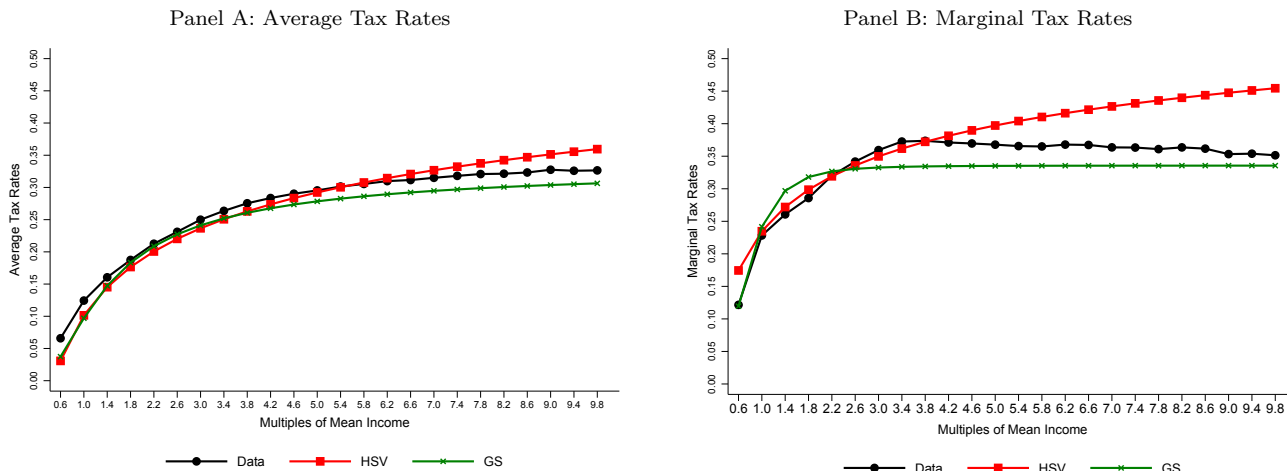 Panel A: Average Tax Rates
Average Tax Rates
0.50
0.45
0.40
0.35
0.30
0.25
0.20
0.15
0.10
0.05
0.00
0.6 1.0 1.4 1.8 2.2 2.6 3.0 3.4 3.8 4.2 4.6 5.0 5.4 5.8 6.2 6.6 7.0 7.4 7.8 8.2 8.6 9.0 9.4 9.8
Multiples of Mean Income
Data HSV GS
Panel B: Marginal Tax Rates
Marginal Tax Rates
0.50
0.45
0.40
0.35
0.30
0.25
0.20
0.15
0.10
0.05
0.00
0.6 1.0 1.4 1.8 2.2 2.6 3.0 3.4 3.8 4.2 4.6 5.0 5.4 5.8 6.2 6.6 7.0 7.4 7.8 8.2 8.6 9.0 9.4 9.8
Multiples of Mean Income
Data HSV GS